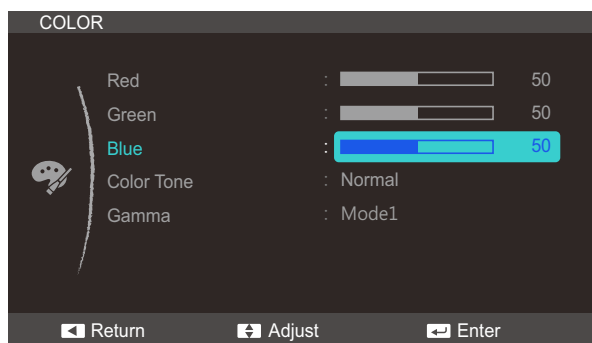 COLOR
Red : 50
Green : 50
Blue : 50
Color Tone : Normal
Gamma : Mode1
Return Adjust Enter